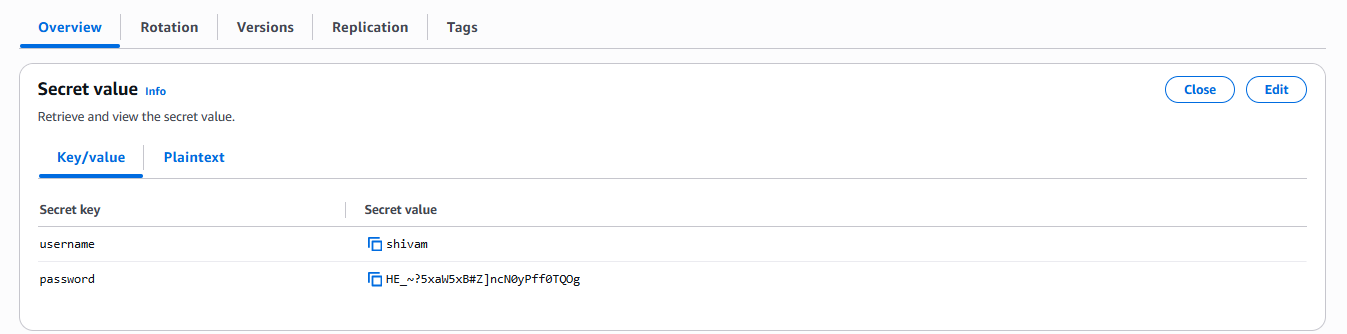 Overview Rotation Versions Replication Tags
Secret value Info Close Edit
Retrieve and view the secret value.
Key/value Plaintext
Secret key Secret value
username shivam
password HE_~?5xaW5xB#Z]ncN0yPff0TQOg